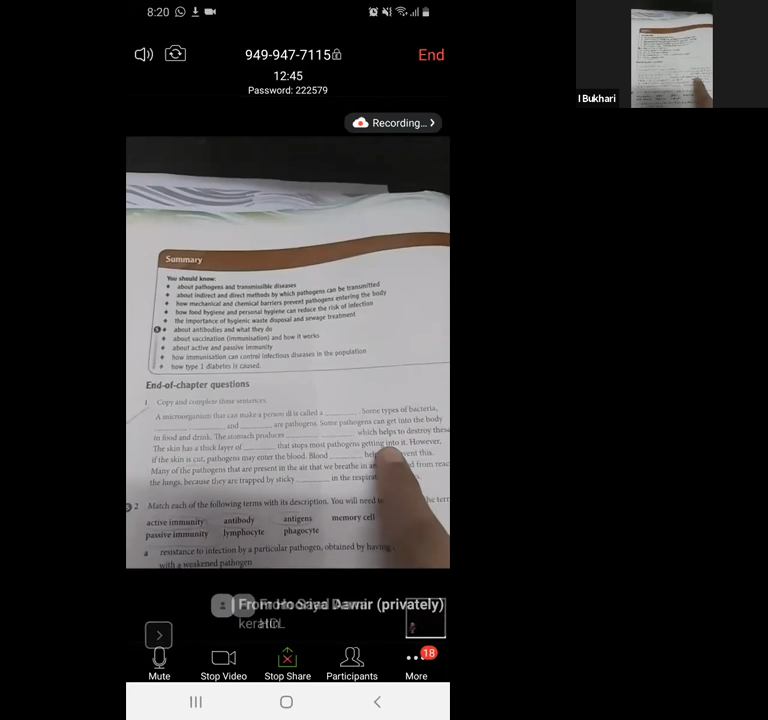 8:20
949-947-7115
End
12:45
Password: 222579
Recording...
I Bukhari
Summary
You should know:
about pathogens and transmissible diseases
about indirect and direct methods by which pathogens can be transmitted
how mechanical and chemical barriers prevent pathogens entering the body
how food hygiene and personal hygiene can reduce the risk of infection
the importance of hygienic waste disposal and sewage treatment
S about antibodies and what they do
about vaccination (immunisation) and how it works
about active and passive immunity
how immunisation can control infectious diseases in the population
how type 1 diabetes is caused.
End-of-chapter questions
1 Copy and complete these sentences.
A microorganism that can make a person ill is called a ________. Some types of bacteria,
________ and ________ are pathogens. Some pathogens can get into the body
in food and drink. The stomach produces ________ ________ which helps to destroy these
The skin has a thick layer of ________ that stops most pathogens getting into it. However,
if the skin is cut, pathogens may enter the blood. Blood ________ this.
Many of the pathogens that are present in the air that we breathe in from
the lungs, because they are trapped by sticky ________ in the
S 2 Match each of the following terms with its description. You will need
active immunity antibody antigens memory cell
passive immunity lymphocyte phagocyte
a resistance to infection by a particular pathogen, obtained by having
with a weakened pathogen
(privately)
18
Mute Stop Video Stop Share Participants More